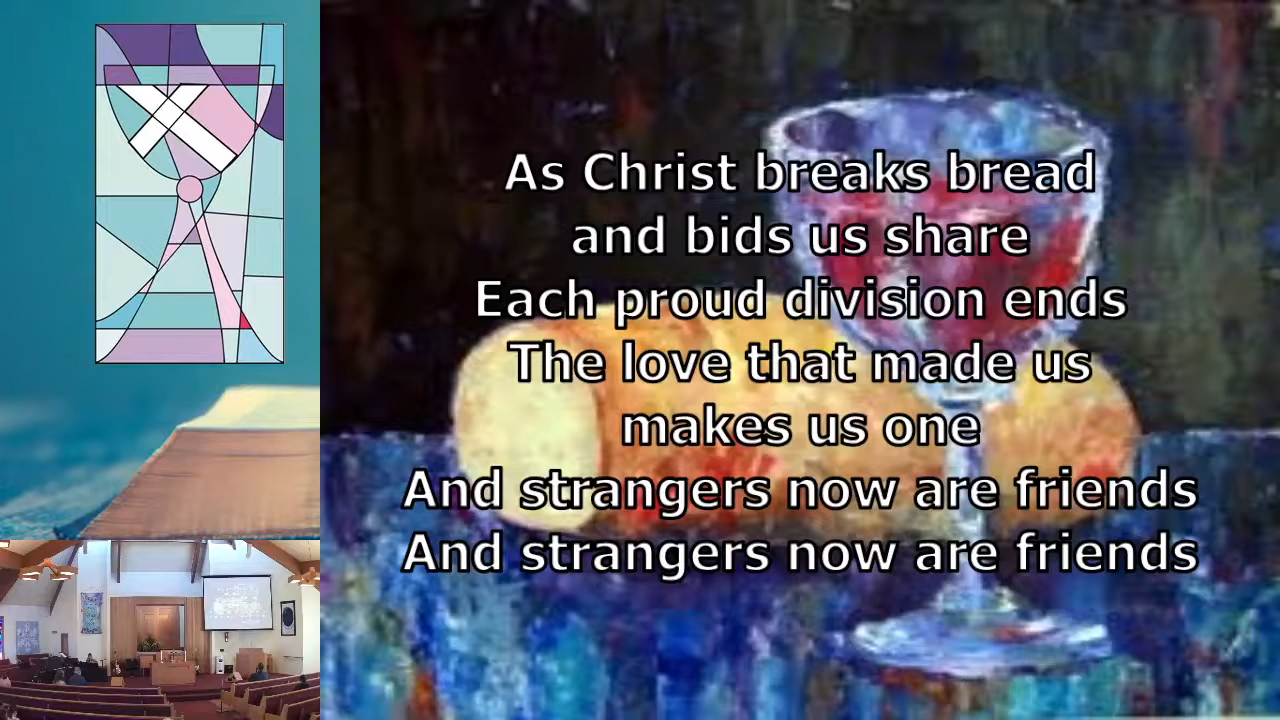 As Christ breaks bread
and bids us share
Each proud division ends
The love that made us
makes us one
And strangers now are friends
And strangers now are friends